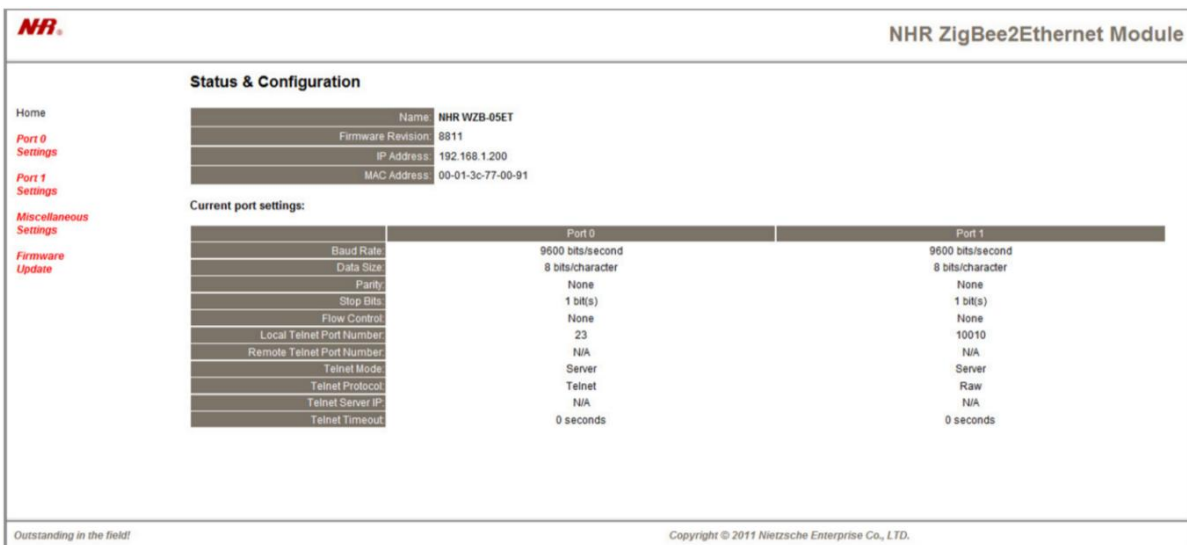 NHR®
NHR ZigBee2Ethernet Module
Status & Configuration
Home
Port 0
Settings
Port 1
Settings
Miscellaneous
Settings
Firmware
Update
Name: NHR WZB-05ET
Firmware Revision: 8811
IP Address: 192.168.1.200
MAC Address: 00-01-3c-77-00-91
Current port settings:
Port 0 Port 1
Baud Rate: 9600 bits/second 9600 bits/second
Data Size: 8 bits/character 8 bits/character
Parity: None None
Stop Bits: 1 bit(s) 1 bit(s)
Flow Control: None None
Local Telnet Port Number: 23 10010
Remote Telnet Port Number: N/A N/A
Telnet Mode: Server Server
Telnet Protocol: Telnet Raw
Telnet Server IP: N/A N/A
Telnet Timeout: 0 seconds 0 seconds
Outstanding in the field!
Copyright © 2011 Nietzsche Enterprise Co., LTD.